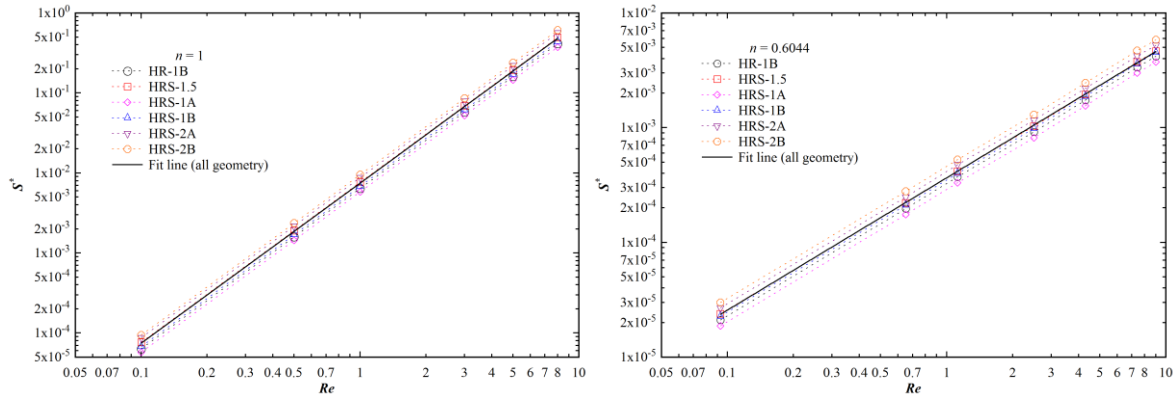 1x10⁰
5x10⁻¹
2x10⁻¹
1x10⁻¹
5x10⁻²
2x10⁻²
1x10⁻²
5x10⁻³
2x10⁻³
1x10⁻³
5x10⁻⁴
2x10⁻⁴
1x10⁻⁴
5x10⁻⁵
S*
n = 1
HR-1B
HRS-1.5
HRS-1A
HRS-1B
HRS-2A
HRS-2B
Fit line (all geometry)
0.05 0.07 0.1 0.2 0.3 0.4 0.5 0.7 1 2 3 4 5 6 7 8 10
Re
1x10⁻²
7x10⁻³
5x10⁻³
3x10⁻³
2x10⁻³
1x10⁻³
7x10⁻⁴
5x10⁻⁴
3x10⁻⁴
2x10⁻⁴
1x10⁻⁴
7x10⁻⁵
5x10⁻⁵
3x10⁻⁵
2x10⁻⁵
1x10⁻⁵
S*
n = 0.6044
HR-1B
HRS-1.5
HRS-1A
HRS-1B
HRS-2A
HRS-2B
Fit line (all geometry)
0.05 0.07 0.1 0.2 0.3 0.4 0.5 0.7 1 2 3 4 5 6 7 8 10
Re